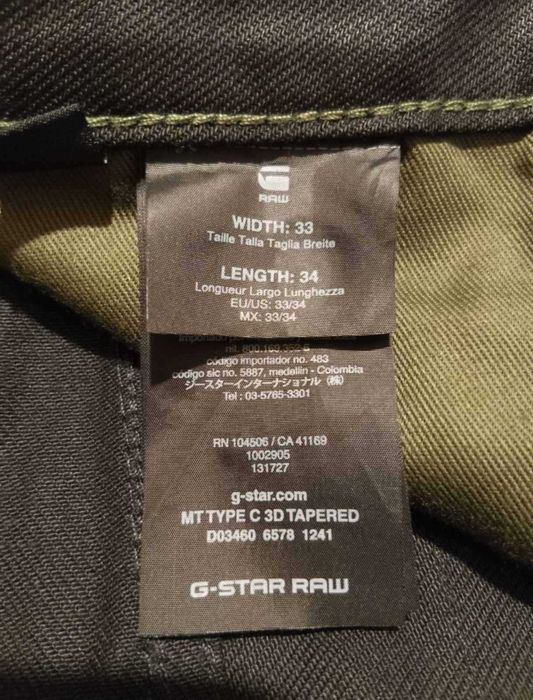 G
RAW
WIDTH: 33
Taille Talla Taglia Breite
LENGTH: 34
Longueur Largo Lunghezza
EU/US: 33/34
MX: 33/34
Importado
código importador no. 483
código sic no. 5887, medellin - Colombia
ジースターインターナショナル (株)
Tel : 03-5765-3301
RN 104506 / CA 41169
1002905
131727
g-star.com
MT TYPE C 3D TAPERED
D03460 6578 1241
G-STAR RAW